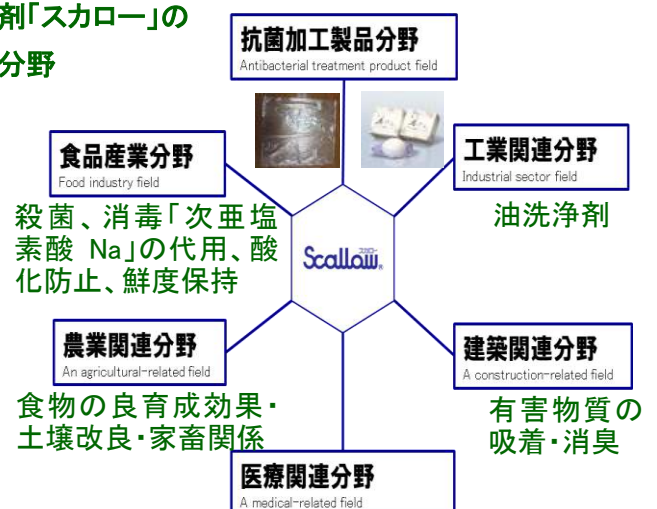 剤「スカロー」の
分野
抗菌加工製品分野
Antibacterial treatment product field
食品産業分野
Food industry field
殺菌、消毒「次亜塩
素酸 Na」の代用、酸
化防止、鮮度保持
工業関連分野
Industrial sector field
油洗浄剤
スカロー
Scallow®
農業関連分野
An agricultural-related field
食物の良育成効果・
土壌改良・家畜関係
建築関連分野
A construction-related field
有害物質の
吸着・消臭
医療関連分野
A medical-related field